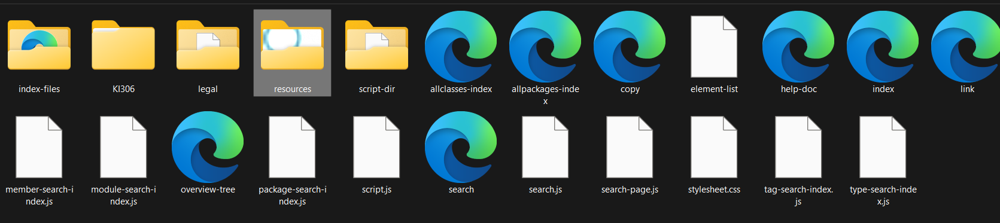 index-files
KI306
legal
resources
script-dir
allclasses-index
allpackages-inde
x
copy
element-list
help-doc
index
link
member-search-i
ndex.js
module-search-i
ndex.js
overview-tree
package-search-i
ndex.js
script.js
search
search.js
search-page.js
stylesheet.css
tag-search-index.
js
type-search-inde
x.js